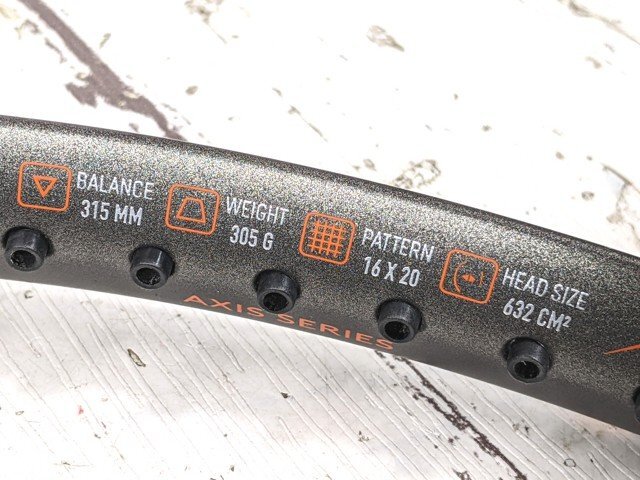 BALANCE
315 MM
WEIGHT
305 G
PATTERN
16 X 20
HEAD SIZE
632 CM²
AXIS SERIES